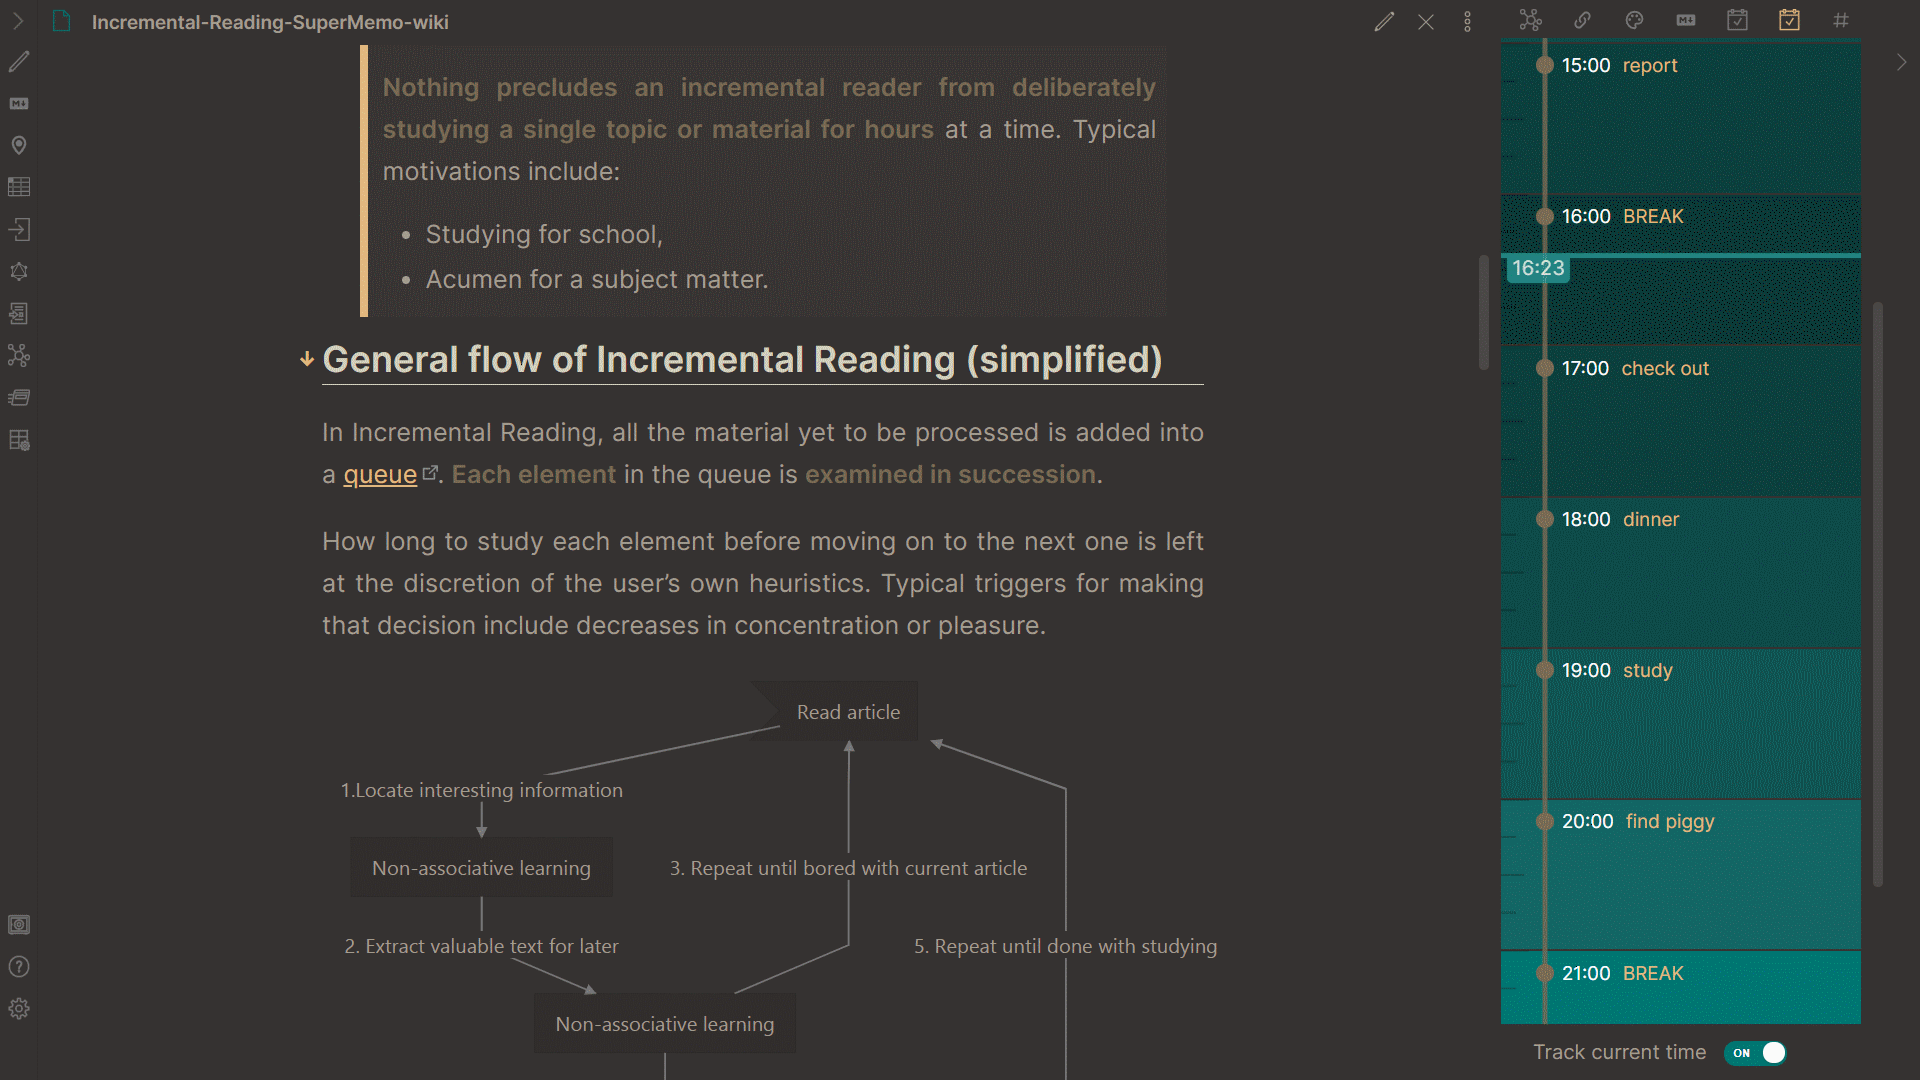 Incremental-Reading-SuperMemo-wiki
Nothing precludes an incremental reader from deliberately
studying a single topic or material for hours at a time. Typical
motivations include:
Studying for school,
Acumen for a subject matter.
General flow of Incremental Reading (simplified)
In Incremental Reading, all the material yet to be processed is added into
a queue. Each element in the queue is examined in succession.
How long to study each element before moving on to the next one is left
at the discretion of the user’s own heuristics. Typical triggers for making
that decision include decreases in concentration or pleasure.
Read article
1.Locate interesting information
Non-associative learning
3. Repeat until bored with current article
2. Extract valuable text for later
5. Repeat until done with studying
Non-associative learning
15:00 report
16:00 BREAK
16:23
17:00 check out
18:00 dinner
19:00 study
20:00 find piggy
21:00 BREAK
Track current time ON